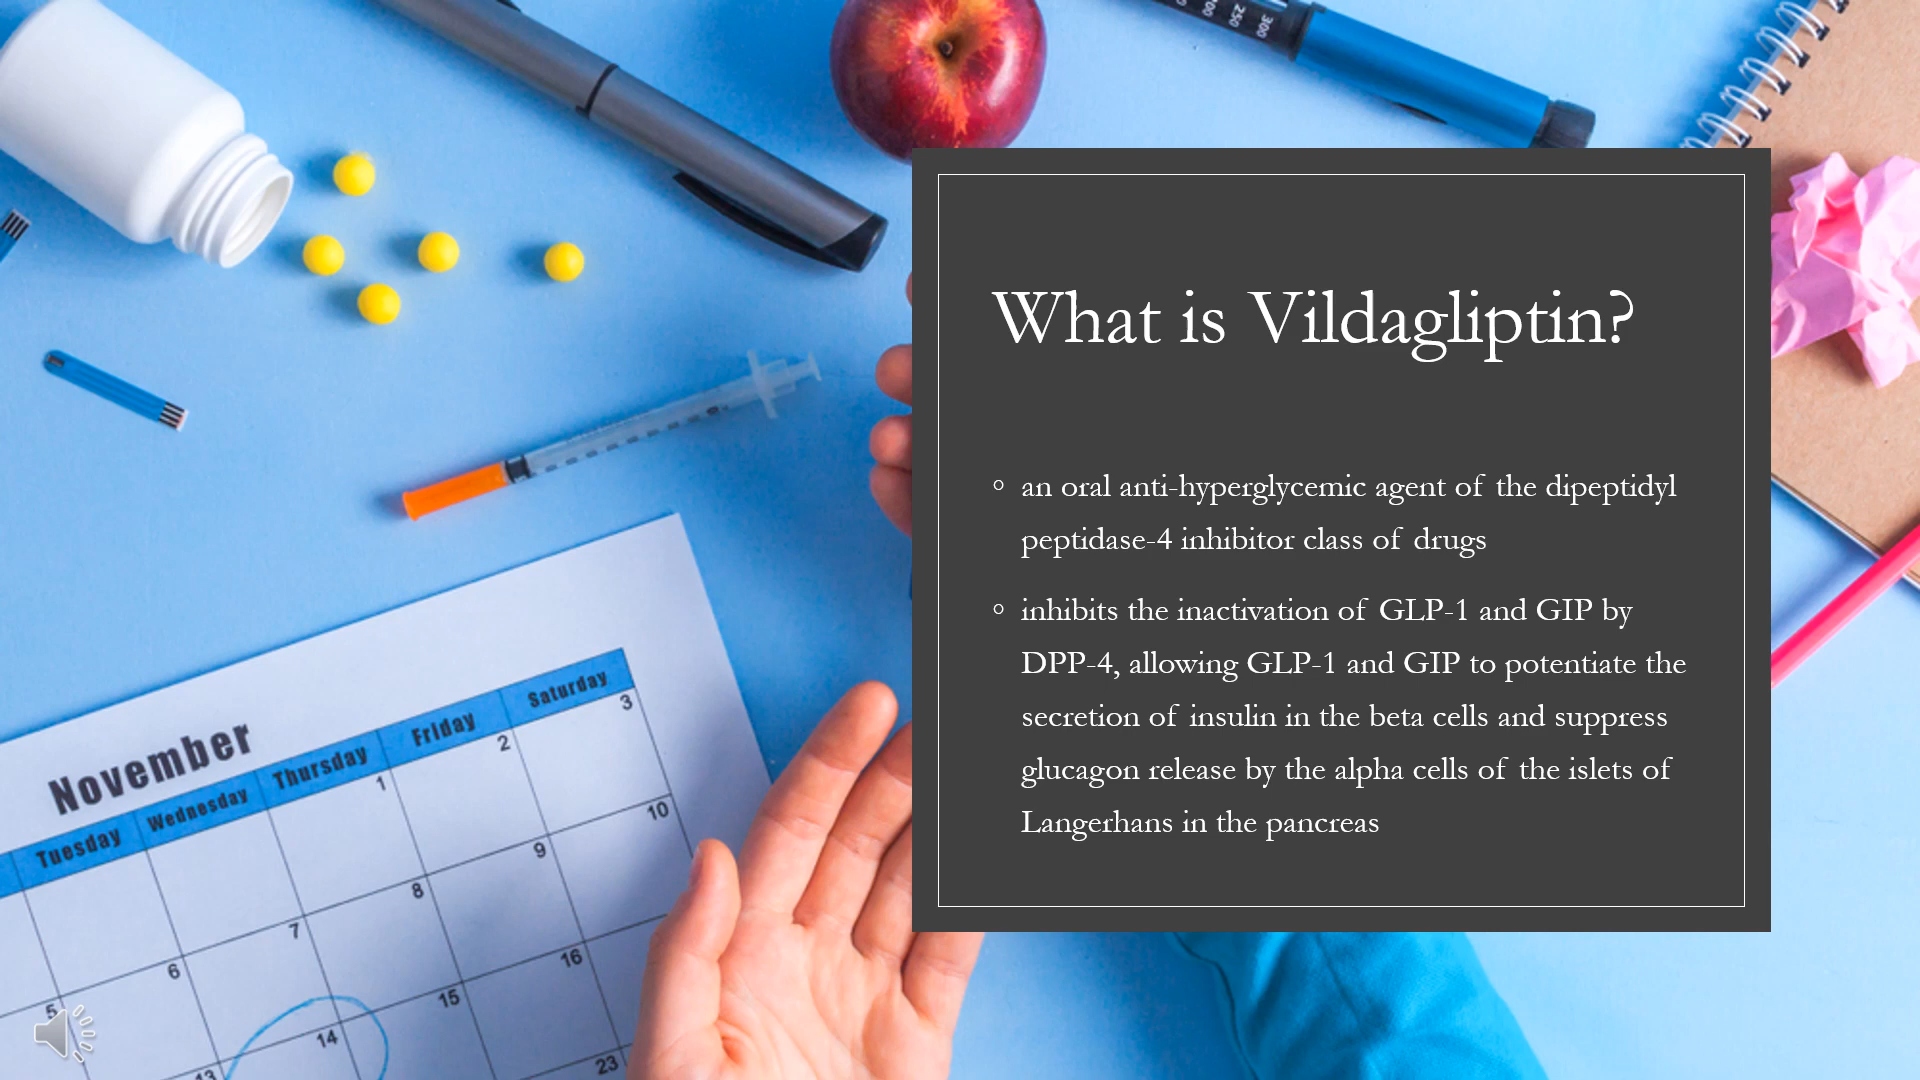 250
300
What is Vildagliptin?
◦ an oral anti-hyperglycemic agent of the dipeptidyl
peptidase-4 inhibitor class of drugs
◦ inhibits the inactivation of GLP-1 and GIP by
DPP-4, allowing GLP-1 and GIP to potentiate the
secretion of insulin in the beta cells and suppress
glucagon release by the alpha cells of the islets of
Langerhans in the pancreas
November
Tuesday Wednesday Thursday Friday Saturday
1 2 3
5 6 7 8 9 10
13 14 15 16
23